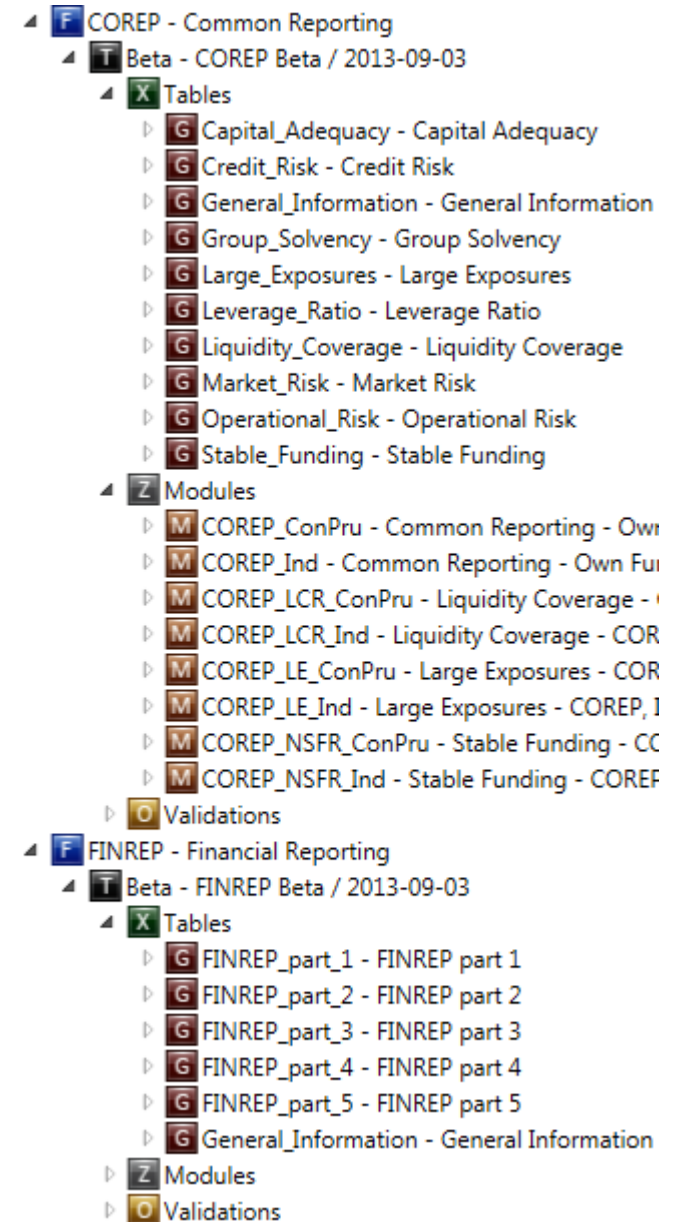 F COREP - Common Reporting
T Beta - COREP Beta / 2013-09-03
X Tables
G Capital_Adequacy - Capital Adequacy
G Credit_Risk - Credit Risk
G General_Information - General Information
G Group_Solvency - Group Solvency
G Large_Exposures - Large Exposures
G Leverage_Ratio - Leverage Ratio
G Liquidity_Coverage - Liquidity Coverage
G Market_Risk - Market Risk
G Operational_Risk - Operational Risk
G Stable_Funding - Stable Funding
Z Modules
M COREP_ConPru - Common Reporting - Own
M COREP_Ind - Common Reporting - Own
M COREP_LCR_ConPru - Liquidity Coverage -
M COREP_LCR_Ind - Liquidity Coverage - COR
M COREP_LE_ConPru - Large Exposures - COR
M COREP_LE_Ind - Large Exposures - COREP,
M COREP_NSFR_ConPru - Stable Funding - CO
M COREP_NSFR_Ind - Stable Funding - COREP
O Validations
F FINREP - Financial Reporting
T Beta - FINREP Beta / 2013-09-03
X Tables
G FINREP_part_1 - FINREP part 1
G FINREP_part_2 - FINREP part 2
G FINREP_part_3 - FINREP part 3
G FINREP_part_4 - FINREP part 4
G FINREP_part_5 - FINREP part 5
G General_Information - General Information
Z Modules
O Validations